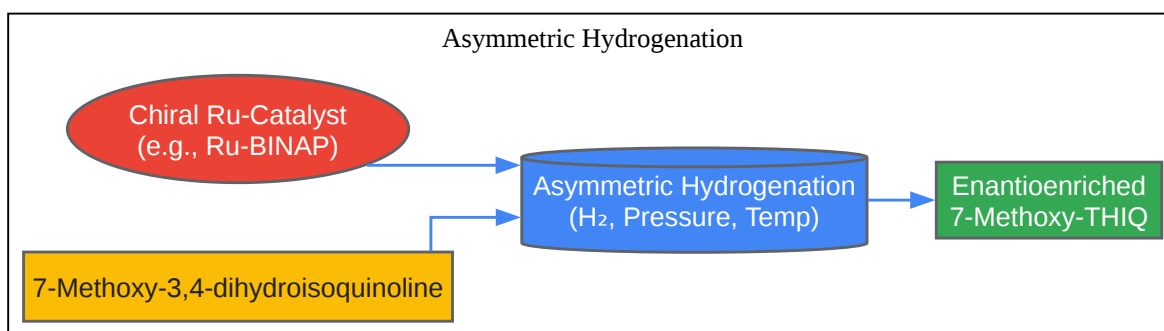 Asymmetric Hydrogenation
Chiral Ru-Catalyst
(e.g., Ru-BINAP)
Asymmetric Hydrogenation
(H₂, Pressure, Temp)
Enantioenriched
7-Methoxy-THIQ
7-Methoxy-3,4-dihydroisoquinoline